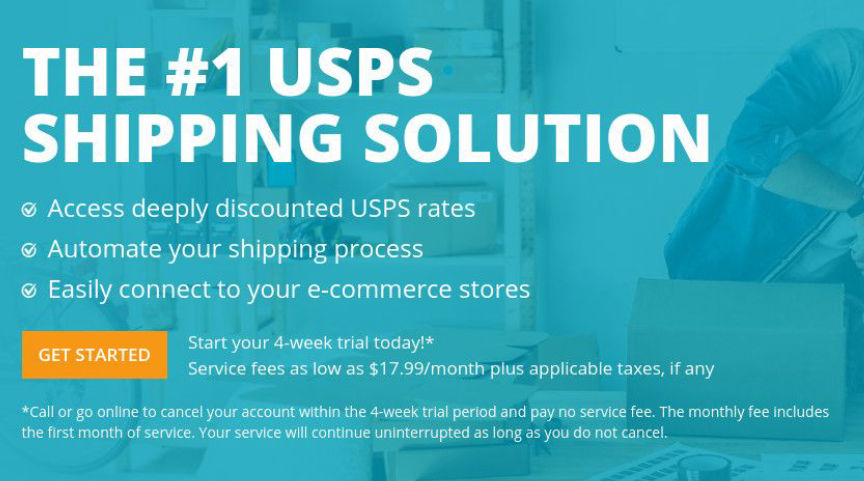 THE #1 USPS
SHIPPING SOLUTION
Access deeply discounted USPS rates
Automate your shipping process
Easily connect to your e-commerce stores
GET STARTED
Start your 4-week trial today!*
Service fees as low as $17.99/month plus applicable taxes, if any
*Call or go online to cancel your account within the 4-week trial period and pay no service fee. The monthly fee includes
the first month of service. Your service will continue uninterrupted as long as you do not cancel.